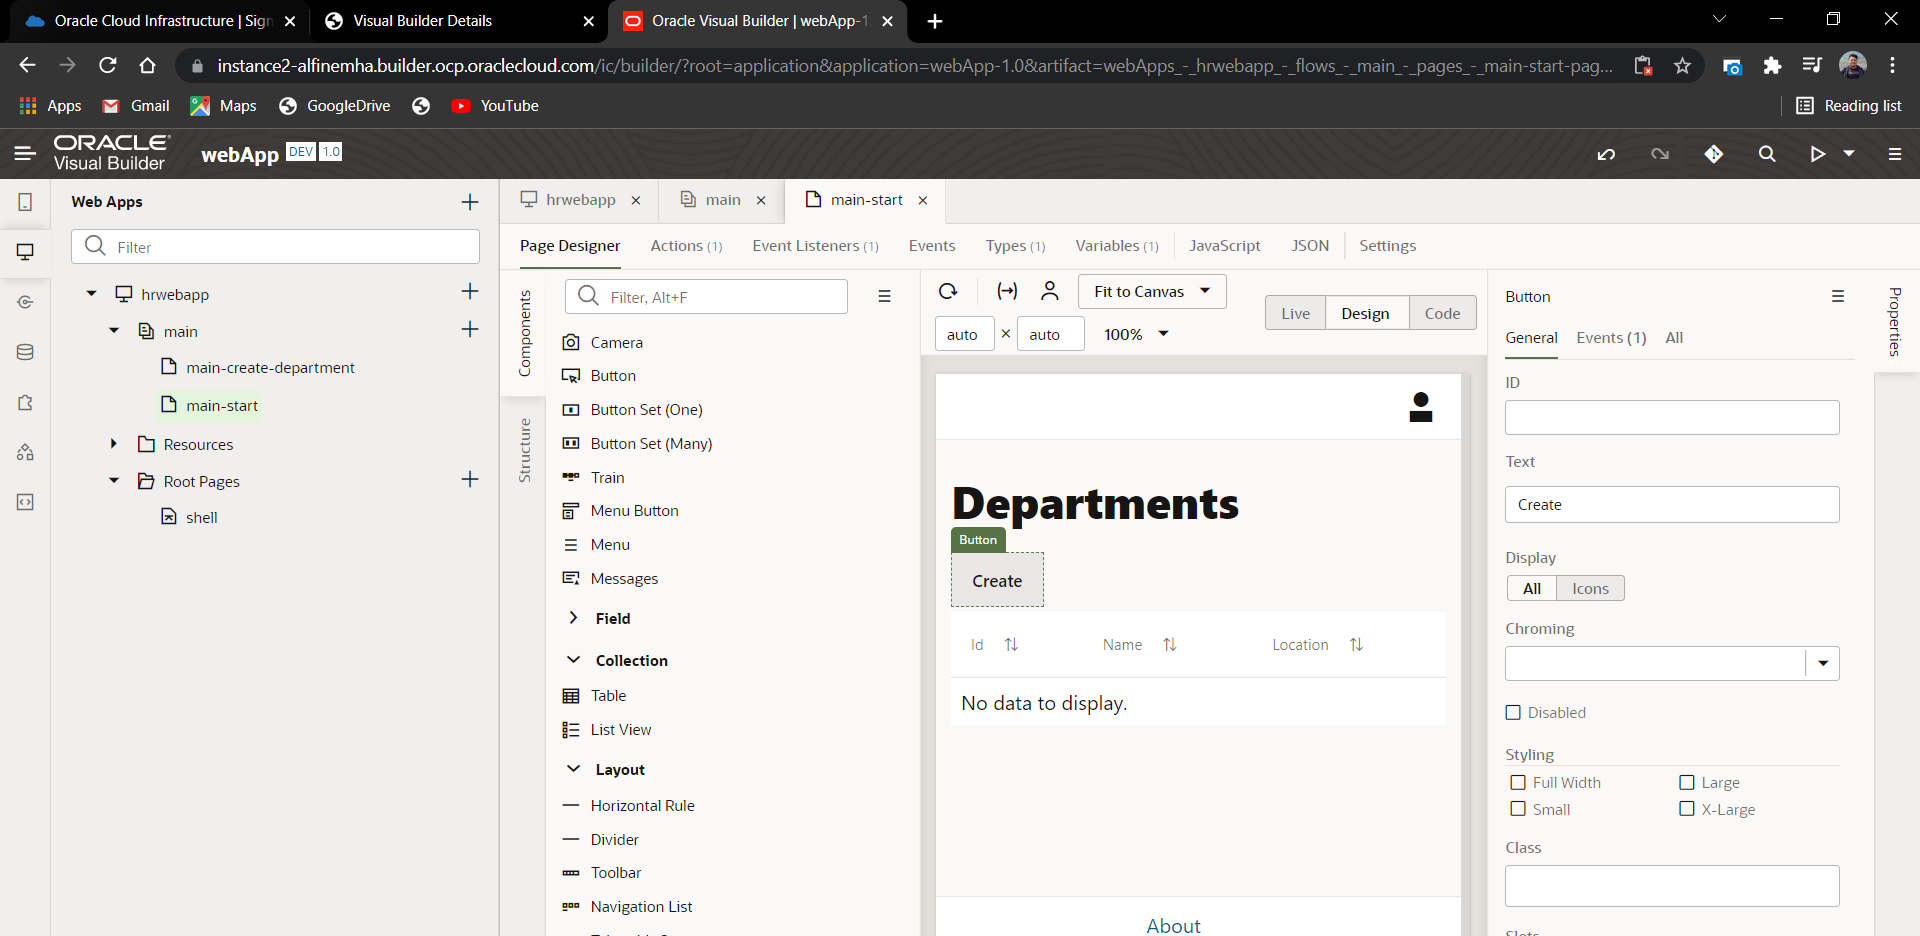 Oracle Cloud Infrastructure | Sign
Visual Builder Details
Oracle Visual Builder | webApp-1.
instance2-alfinemha.builder.ocp.oraclecloud.com/ic/builder/?root=application&application=webApp-1.0&artifact=webApps_-_hrwebapp_-_flows_-_main_-_pages_-_main-start-pag...
Apps
Gmail
Maps
GoogleDrive
YouTube
Reading list
ORACLE
Visual Builder
webApp
DEV
1.0
Web Apps
Filter
hrwebapp
main
main-create-department
main-start
Resources
Root Pages
shell
hrwebapp
main
main-start
Page Designer
Actions (1)
Event Listeners (1)
Events
Types (1)
Variables (1)
JavaScript
JSON
Settings
Components
Structure
Filter, Alt+F
Camera
Button
Button Set (One)
Button Set (Many)
Train
Menu Button
Menu
Messages
Field
Collection
Table
List View
Layout
Horizontal Rule
Divider
Toolbar
Navigation List
Fit to Canvas
auto
×
auto
100%
Live
Design
Code
Departments
Button
Create
Id
Name
Location
No data to display.
About
Button
General
Events (1)
All
ID
Text
Create
Display
All
Icons
Chroming
Disabled
Styling
Full Width
Large
Small
X-Large
Class
Properties